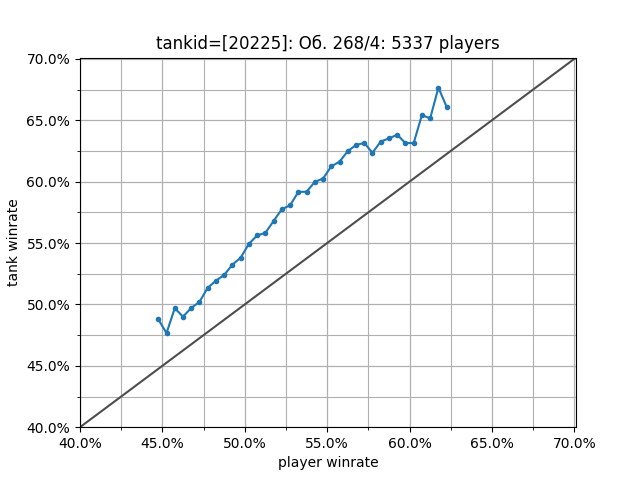 tankid=[20225]: Об. 268/4: 5337 players
70.0%
65.0%
60.0%
55.0%
50.0%
45.0%
40.0%
tank winrate
40.0% 45.0% 50.0% 55.0% 60.0% 65.0% 70.0%
player winrate